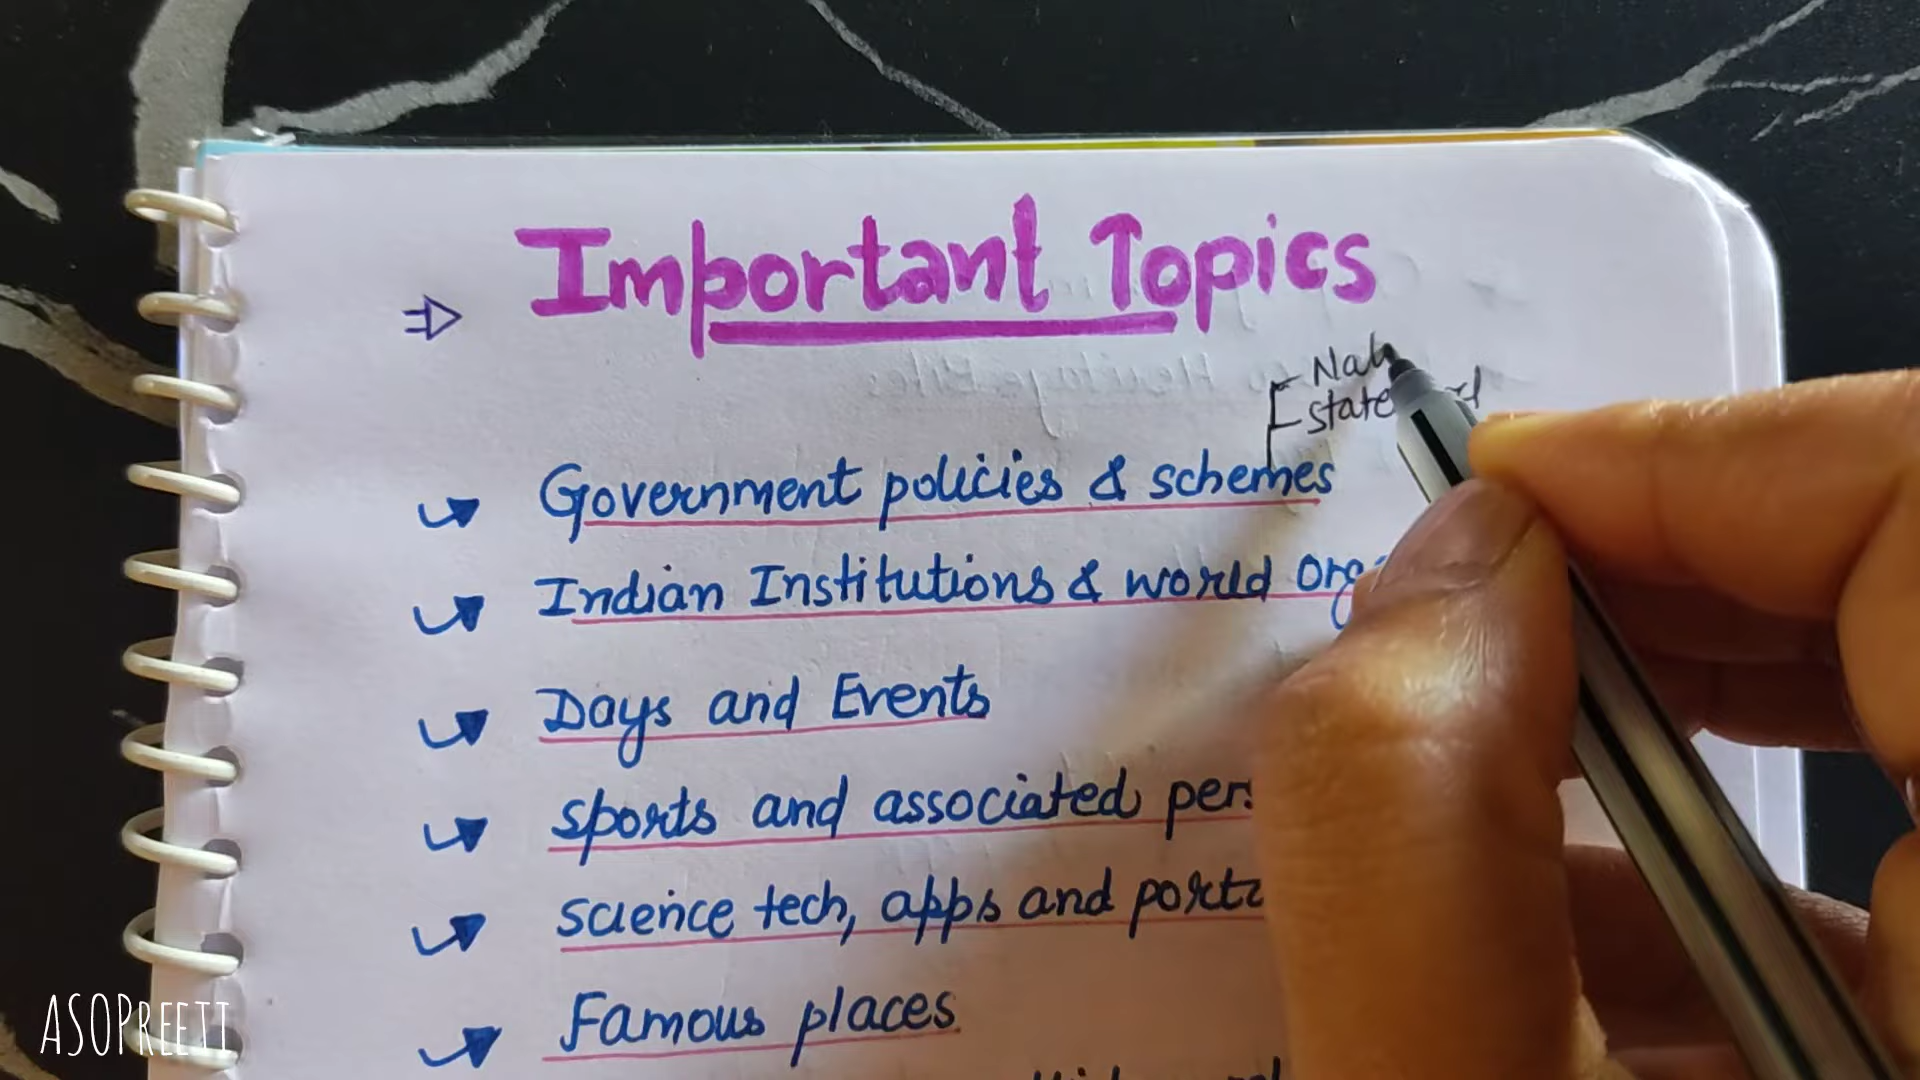 Important Topics
state
Government policies & schemes
Indian Institutions & world
Days and Events
sports and associated
science tech, apps and
Famous places
ASOPREETI